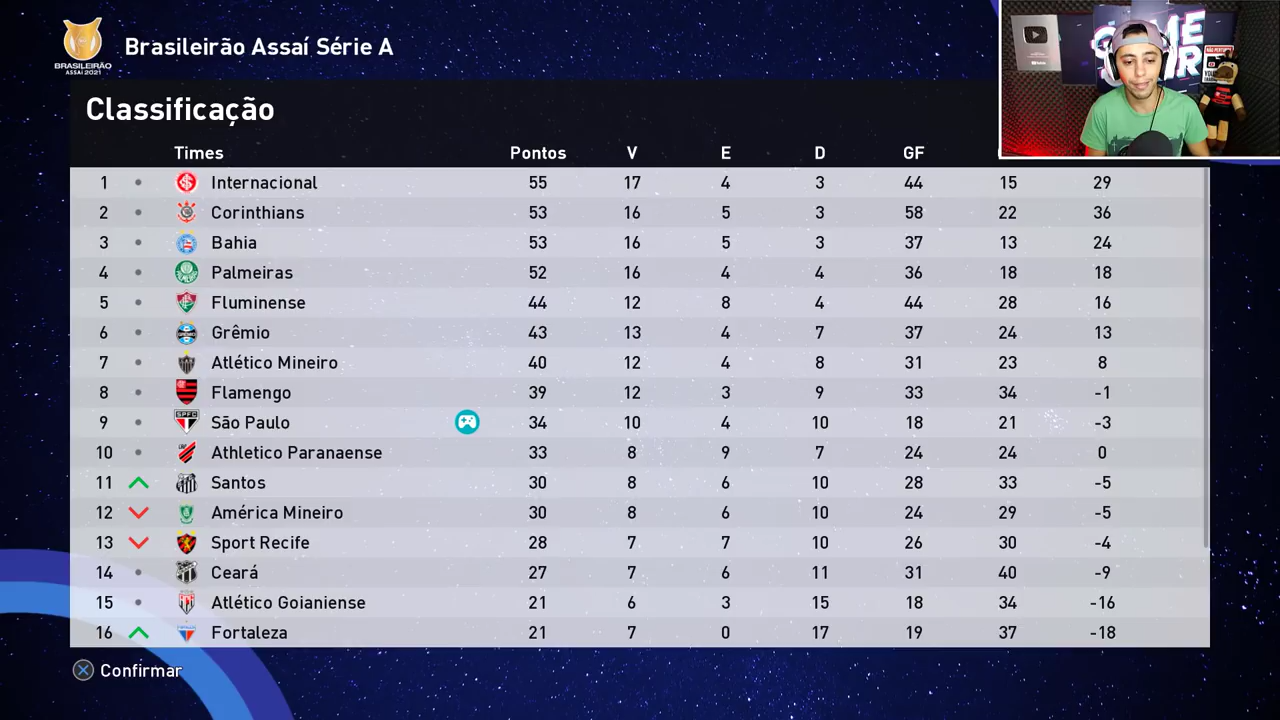 BRASILEIRÃO
ASSAÍ 2021
Brasileirão Assaí Série A
Classificação
Times Pontos V E D GF
1 Internacional 55 17 4 3 44 15 29
2 Corinthians 53 16 5 3 58 22 36
3 Bahia 53 16 5 3 37 13 24
4 Palmeiras 52 16 4 4 36 18 18
5 Fluminense 44 12 8 4 44 28 16
6 Grêmio 43 13 4 7 37 24 13
7 Atlético Mineiro 40 12 4 8 31 23 8
8 Flamengo 39 12 3 9 33 34 -1
9 São Paulo 34 10 4 10 18 21 -3
10 Athletico Paranaense 33 8 9 7 24 24 0
11 Santos 30 8 6 10 28 33 -5
12 América Mineiro 30 8 6 10 24 29 -5
13 Sport Recife 28 7 7 10 26 30 -4
14 Ceará 27 7 6 11 31 40 -9
15 Atlético Goianiense 21 6 3 15 18 34 -16
16 Fortaleza 21 7 0 17 19 37 -18
Confirmar